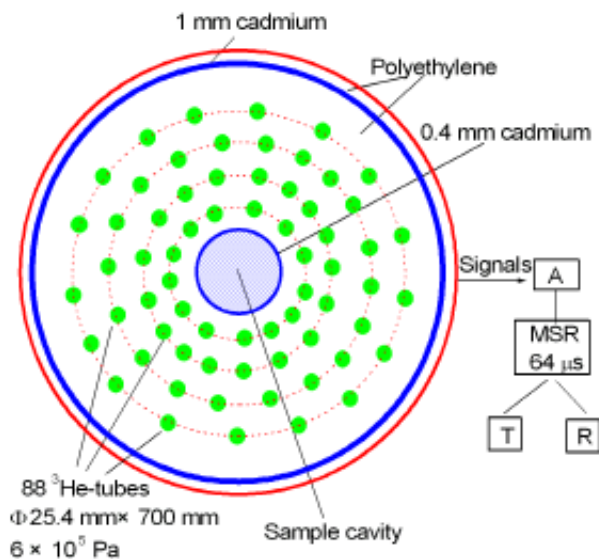 1 mm cadmium
Polyethylene
0.4 mm cadmium
Signals
A
MSR
64 μs
T
R
88 ³He-tubes
Φ25.4 mm× 700 mm
6 × 10⁵ Pa
Sample cavity